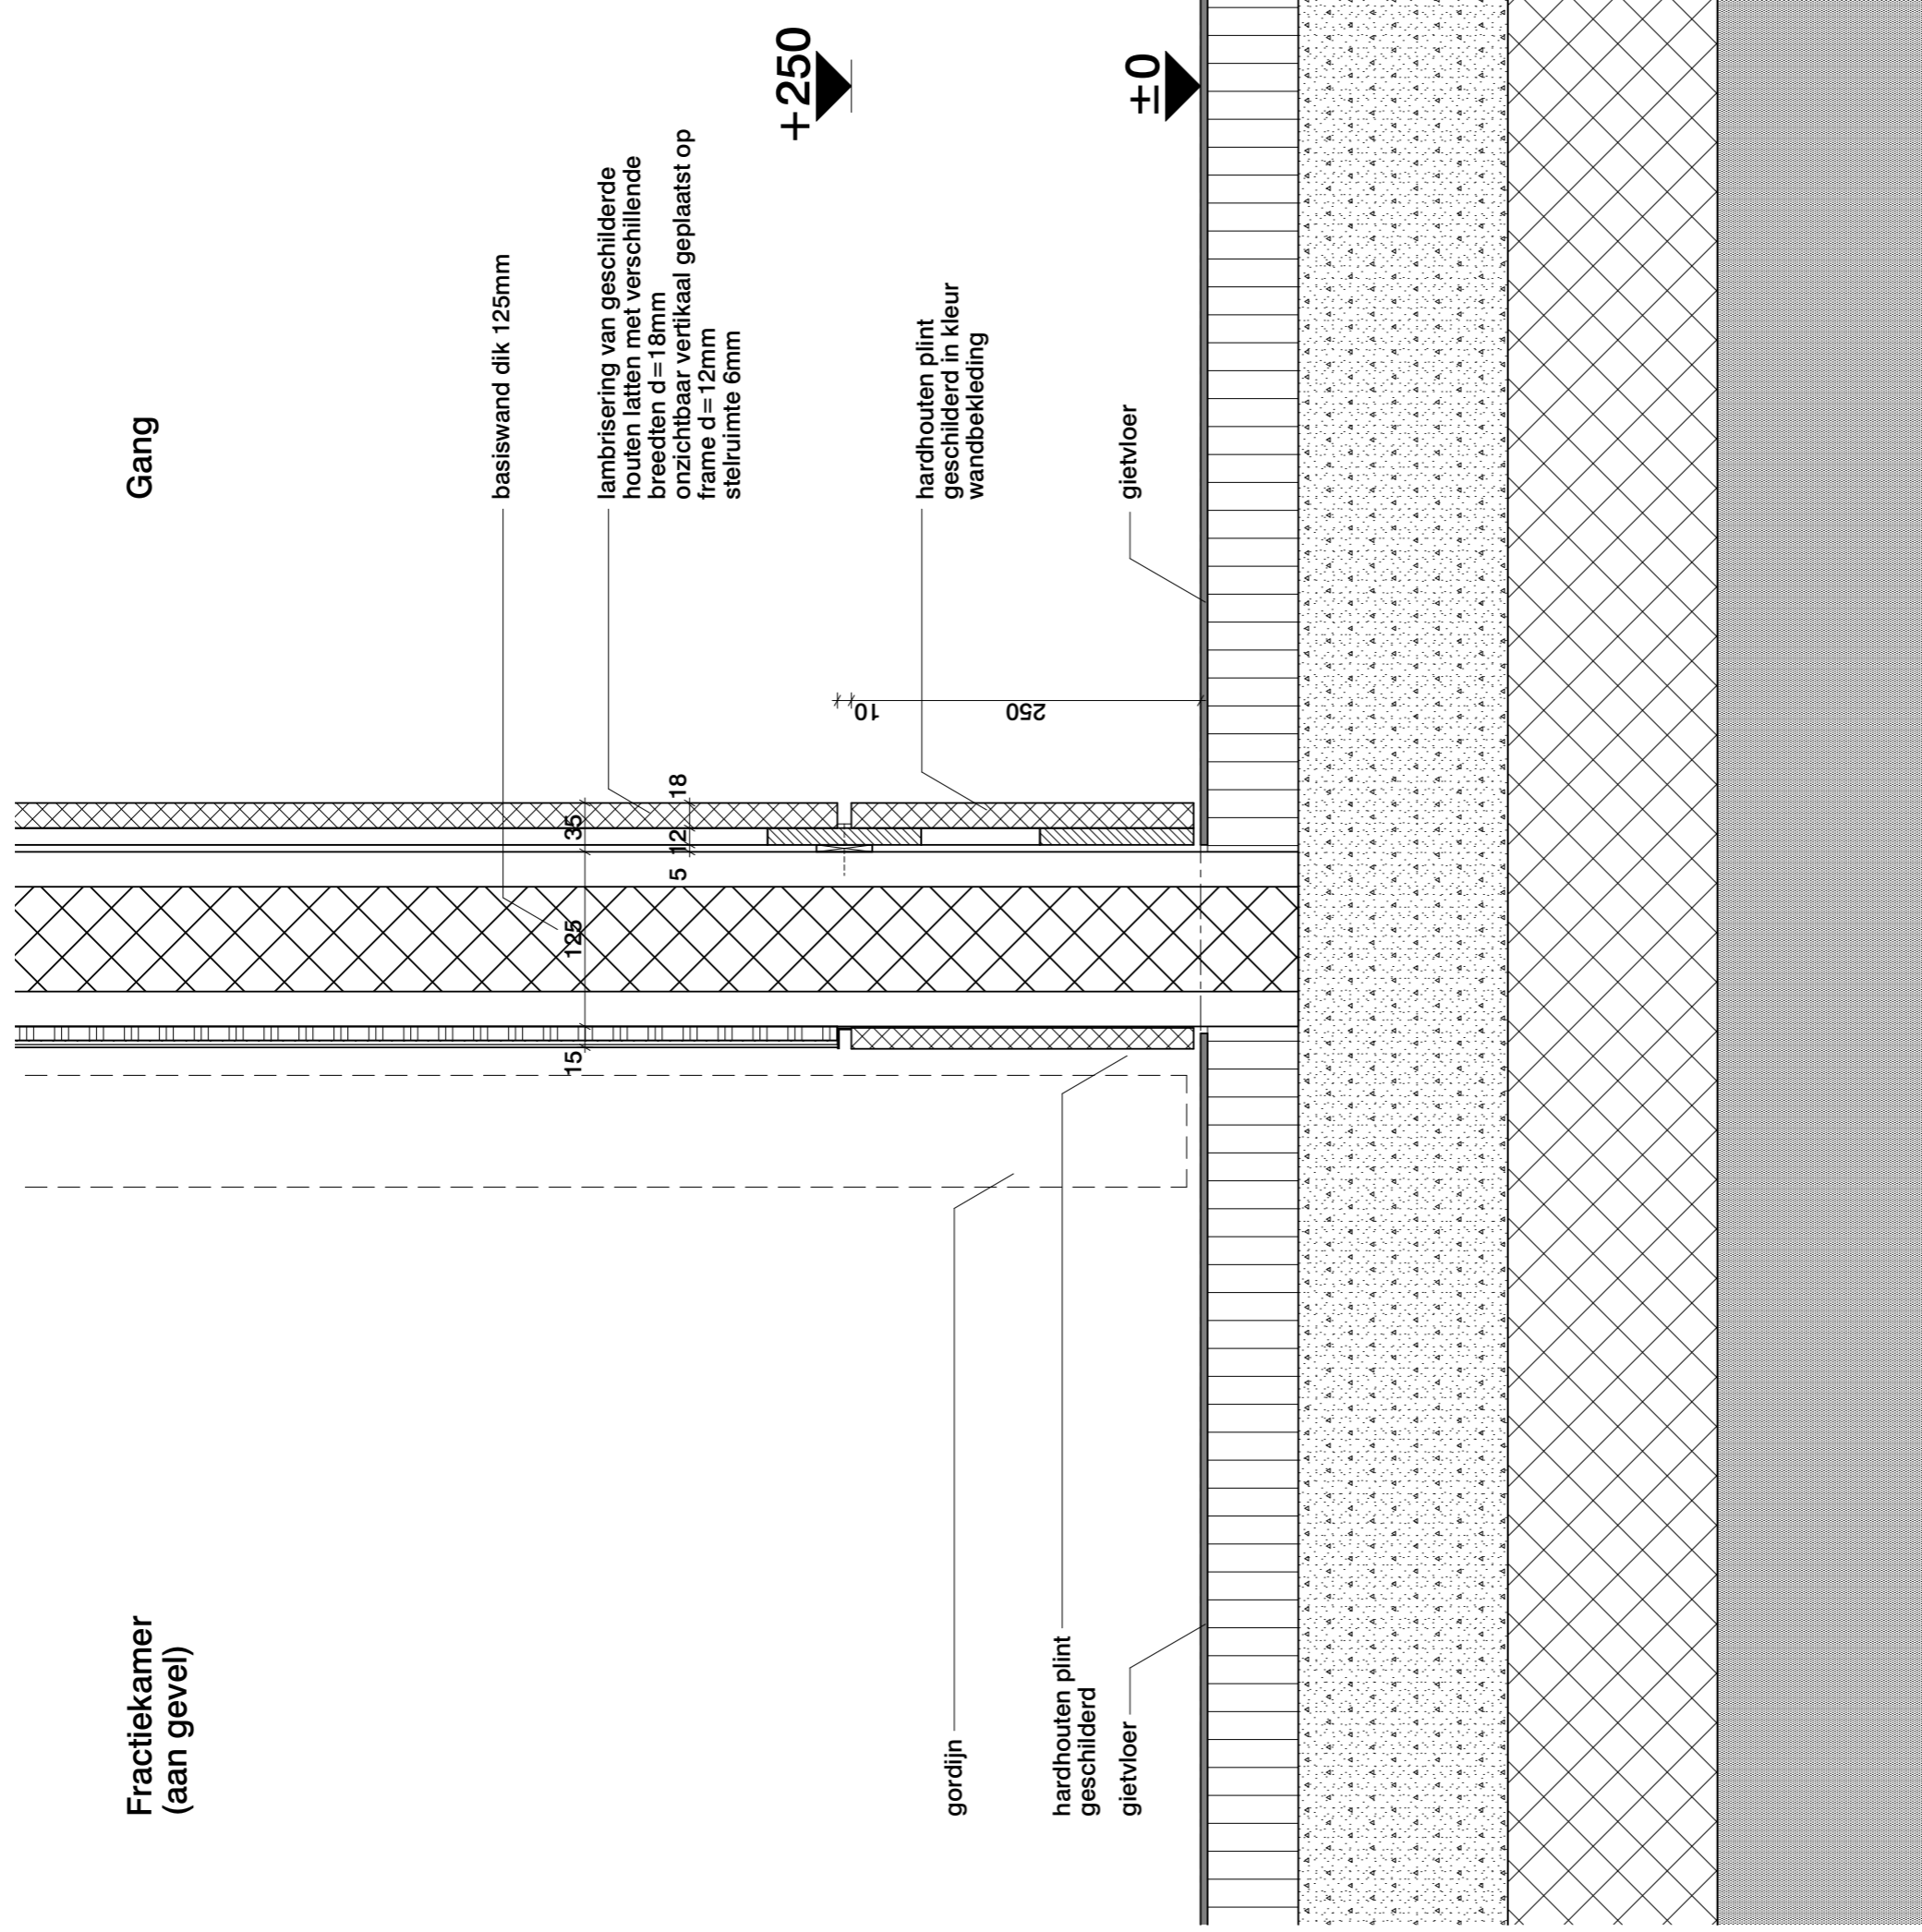 Fractiekamer
(aan gevel)
Gang
basiswand dik 125mm
lambrisering van geschilderde
houten latten met verschillende
breedten d=18mm
onzichtbaar vertikaal geplaatst op
frame d=12mm
stelruimte 6mm
+250
hardhouten plint
geschilderd in kleur
wandbekleding
gietvloer
±0
15
125
35
5
12
18
10
250
gordijn
hardhouten plint
geschilderd
gietvloer